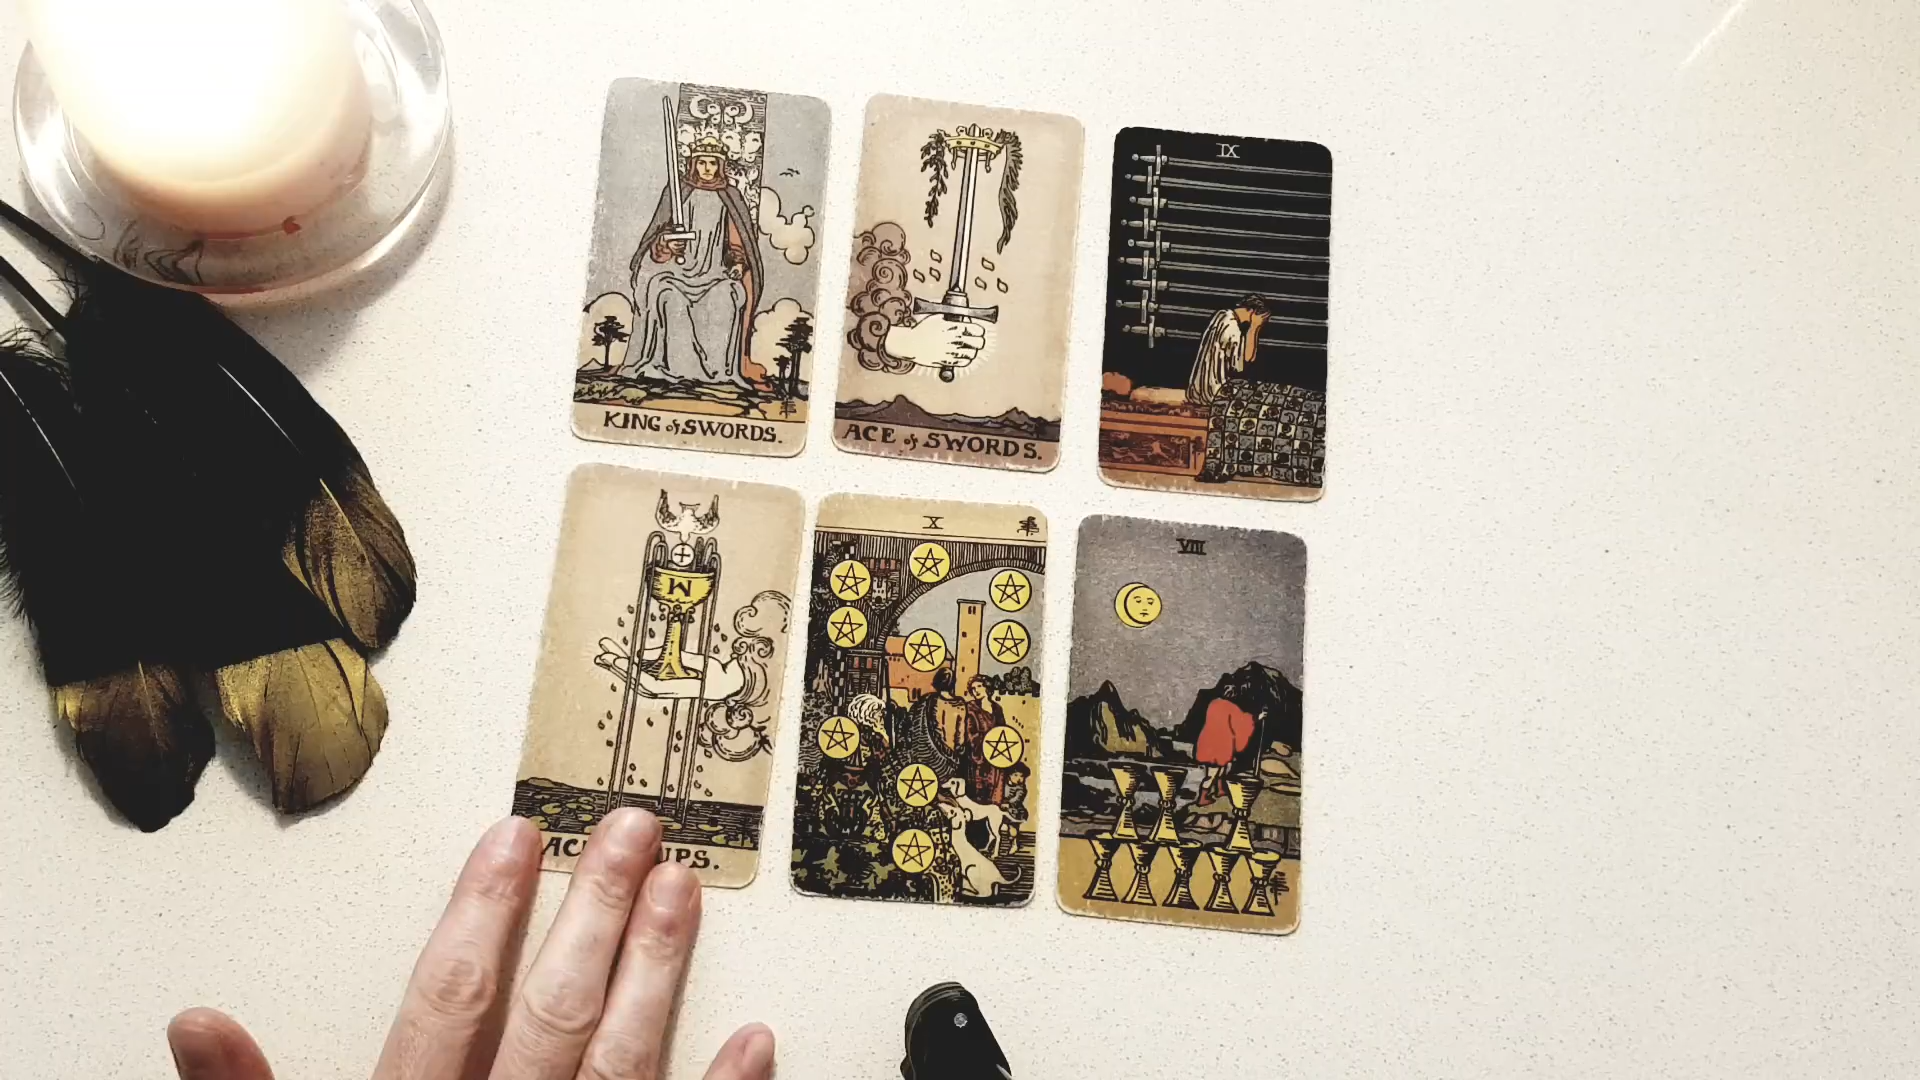 KING of SWORDS.
ACE of SWORDS.
IX
X
VIII
M